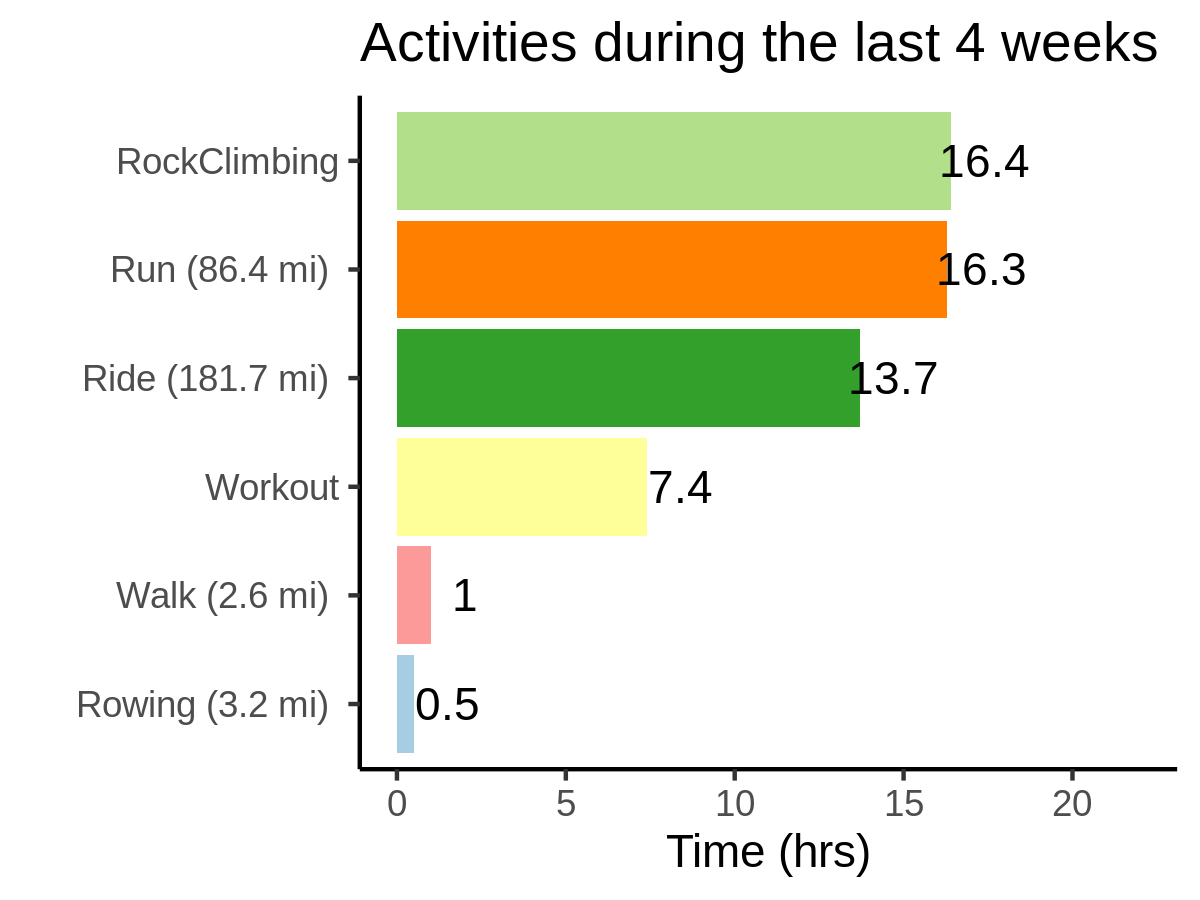 Activities during the last 4 weeks
RockClimbing 16.4
Run (86.4 mi) 16.3
Ride (181.7 mi) 13.7
Workout 7.4
Walk (2.6 mi) 1
Rowing (3.2 mi) 0.5
0 5 10 15 20
Time (hrs)